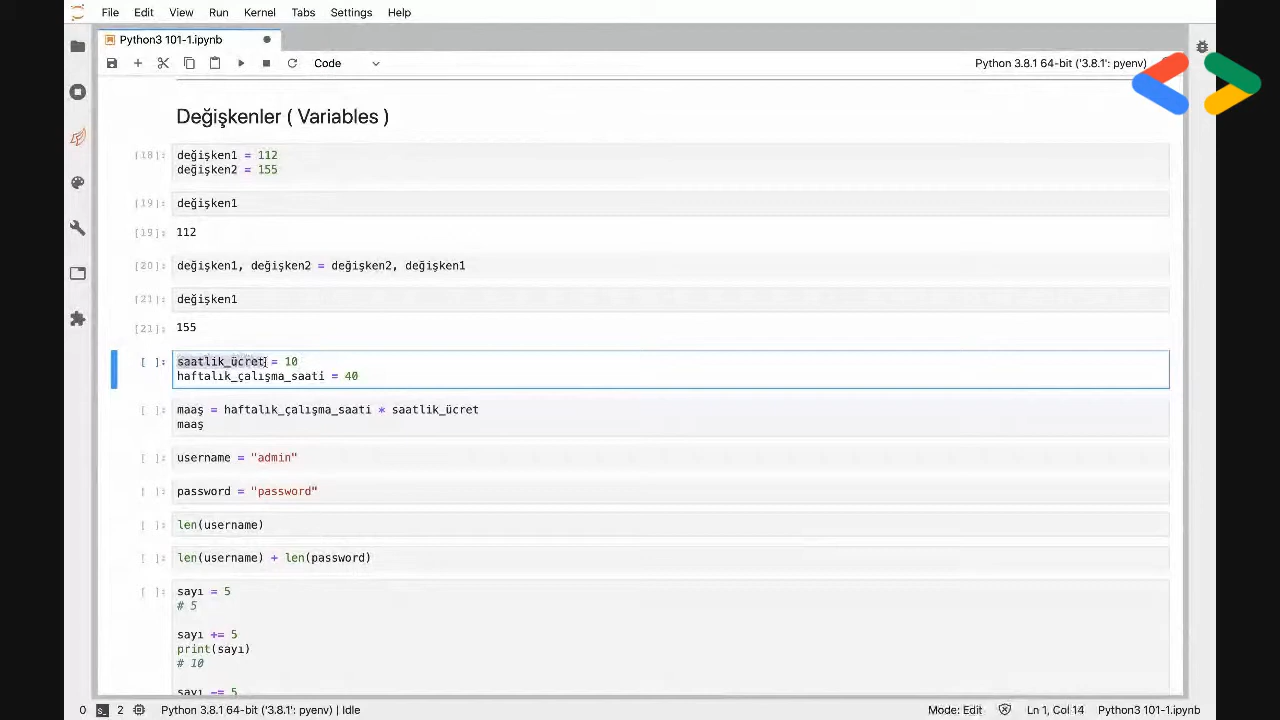 File Edit View Run Kernel Tabs Settings Help
Python3 101-1.ipynb
Code
Python 3.8.1 64-bit ('3.8.1': pyenv)
Değişkenler ( Variables )
[18]: değişken1 = 112
değişken2 = 155
[19]: değişken1
[19]: 112
[20]: değişken1, değişken2 = değişken2, değişken1
[21]: değişken1
[21]: 155
[ ]: saatlik_ücret = 10
haftalık_çalışma_saati = 40
[ ]: maaş = haftalık_çalışma_saati * saatlik_ücret
maaş
[ ]: username = "admin"
[ ]: password = "password"
[ ]: len(username)
[ ]: len(username) + len(password)
[ ]: sayı = 5
# 5
sayı += 5
print(sayı)
# 10
sayı -= 5
0 2 Python 3.8.1 64-bit ('3.8.1': pyenv) | Idle Mode: Edit Ln 1, Col 14 Python3 101-1.ipynb